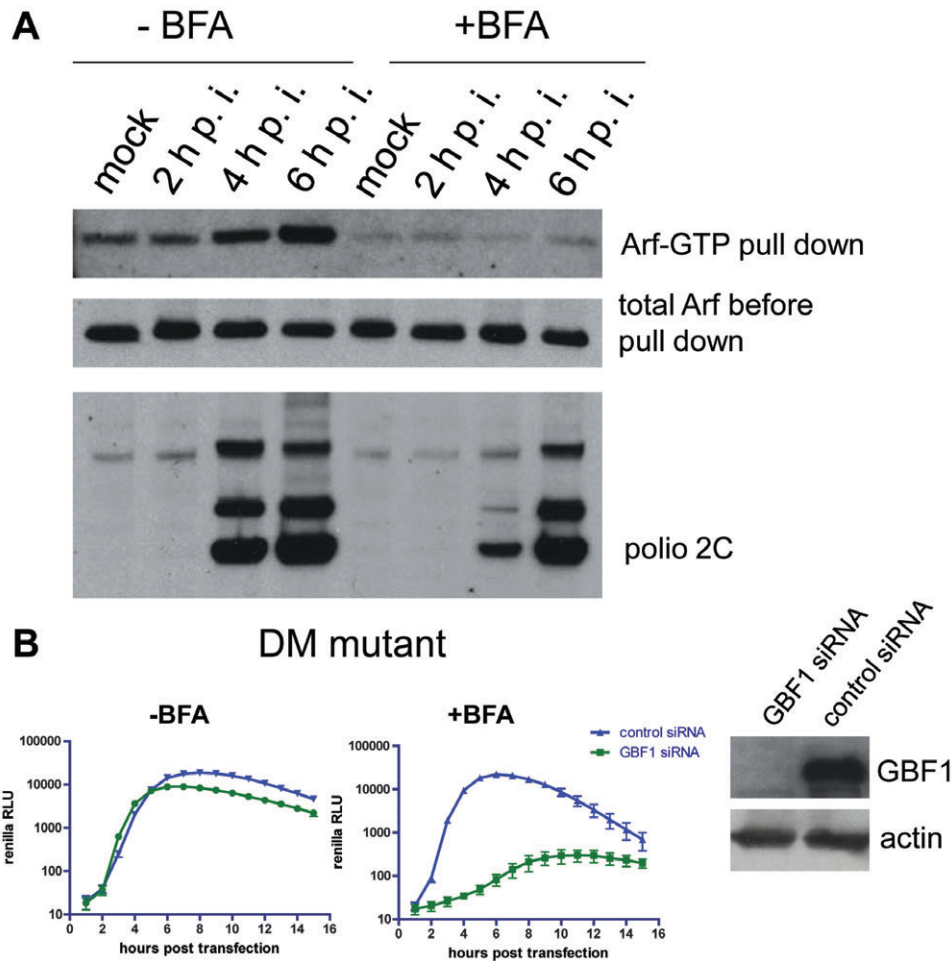 A
- BFA
+BFA
mock
2 h p. i.
4 h p. i.
6 h p. i.
mock
2 h p. i.
4 h p. i.
6 h p. i.
Arf-GTP pull down
total Arf before
pull down
polio 2C
B
DM mutant
-BFA
renilla RLU
100000
10000
1000
100
10
0 2 4 6 8 10 12 14 16
hours post transfection
+BFA
control siRNA
GBF1 siRNA
renilla RLU
100000
10000
1000
100
10
0 2 4 6 8 10 12 14 16
hours post transfection
GBF1 siRNA
control siRNA
GBF1
actin